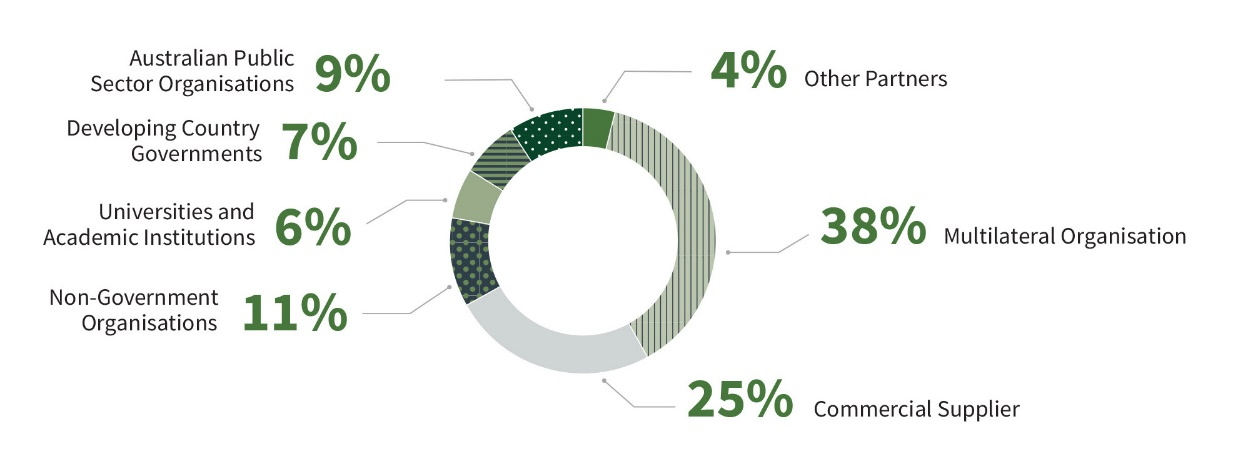 Australian Public
Sector Organisations
9%
Developing Country
Governments
7%
Universities and
Academic Institutions
6%
Non-Government
Organisations
11%
4% Other Partners
38% Multilateral Organisation
25% Commercial Supplier